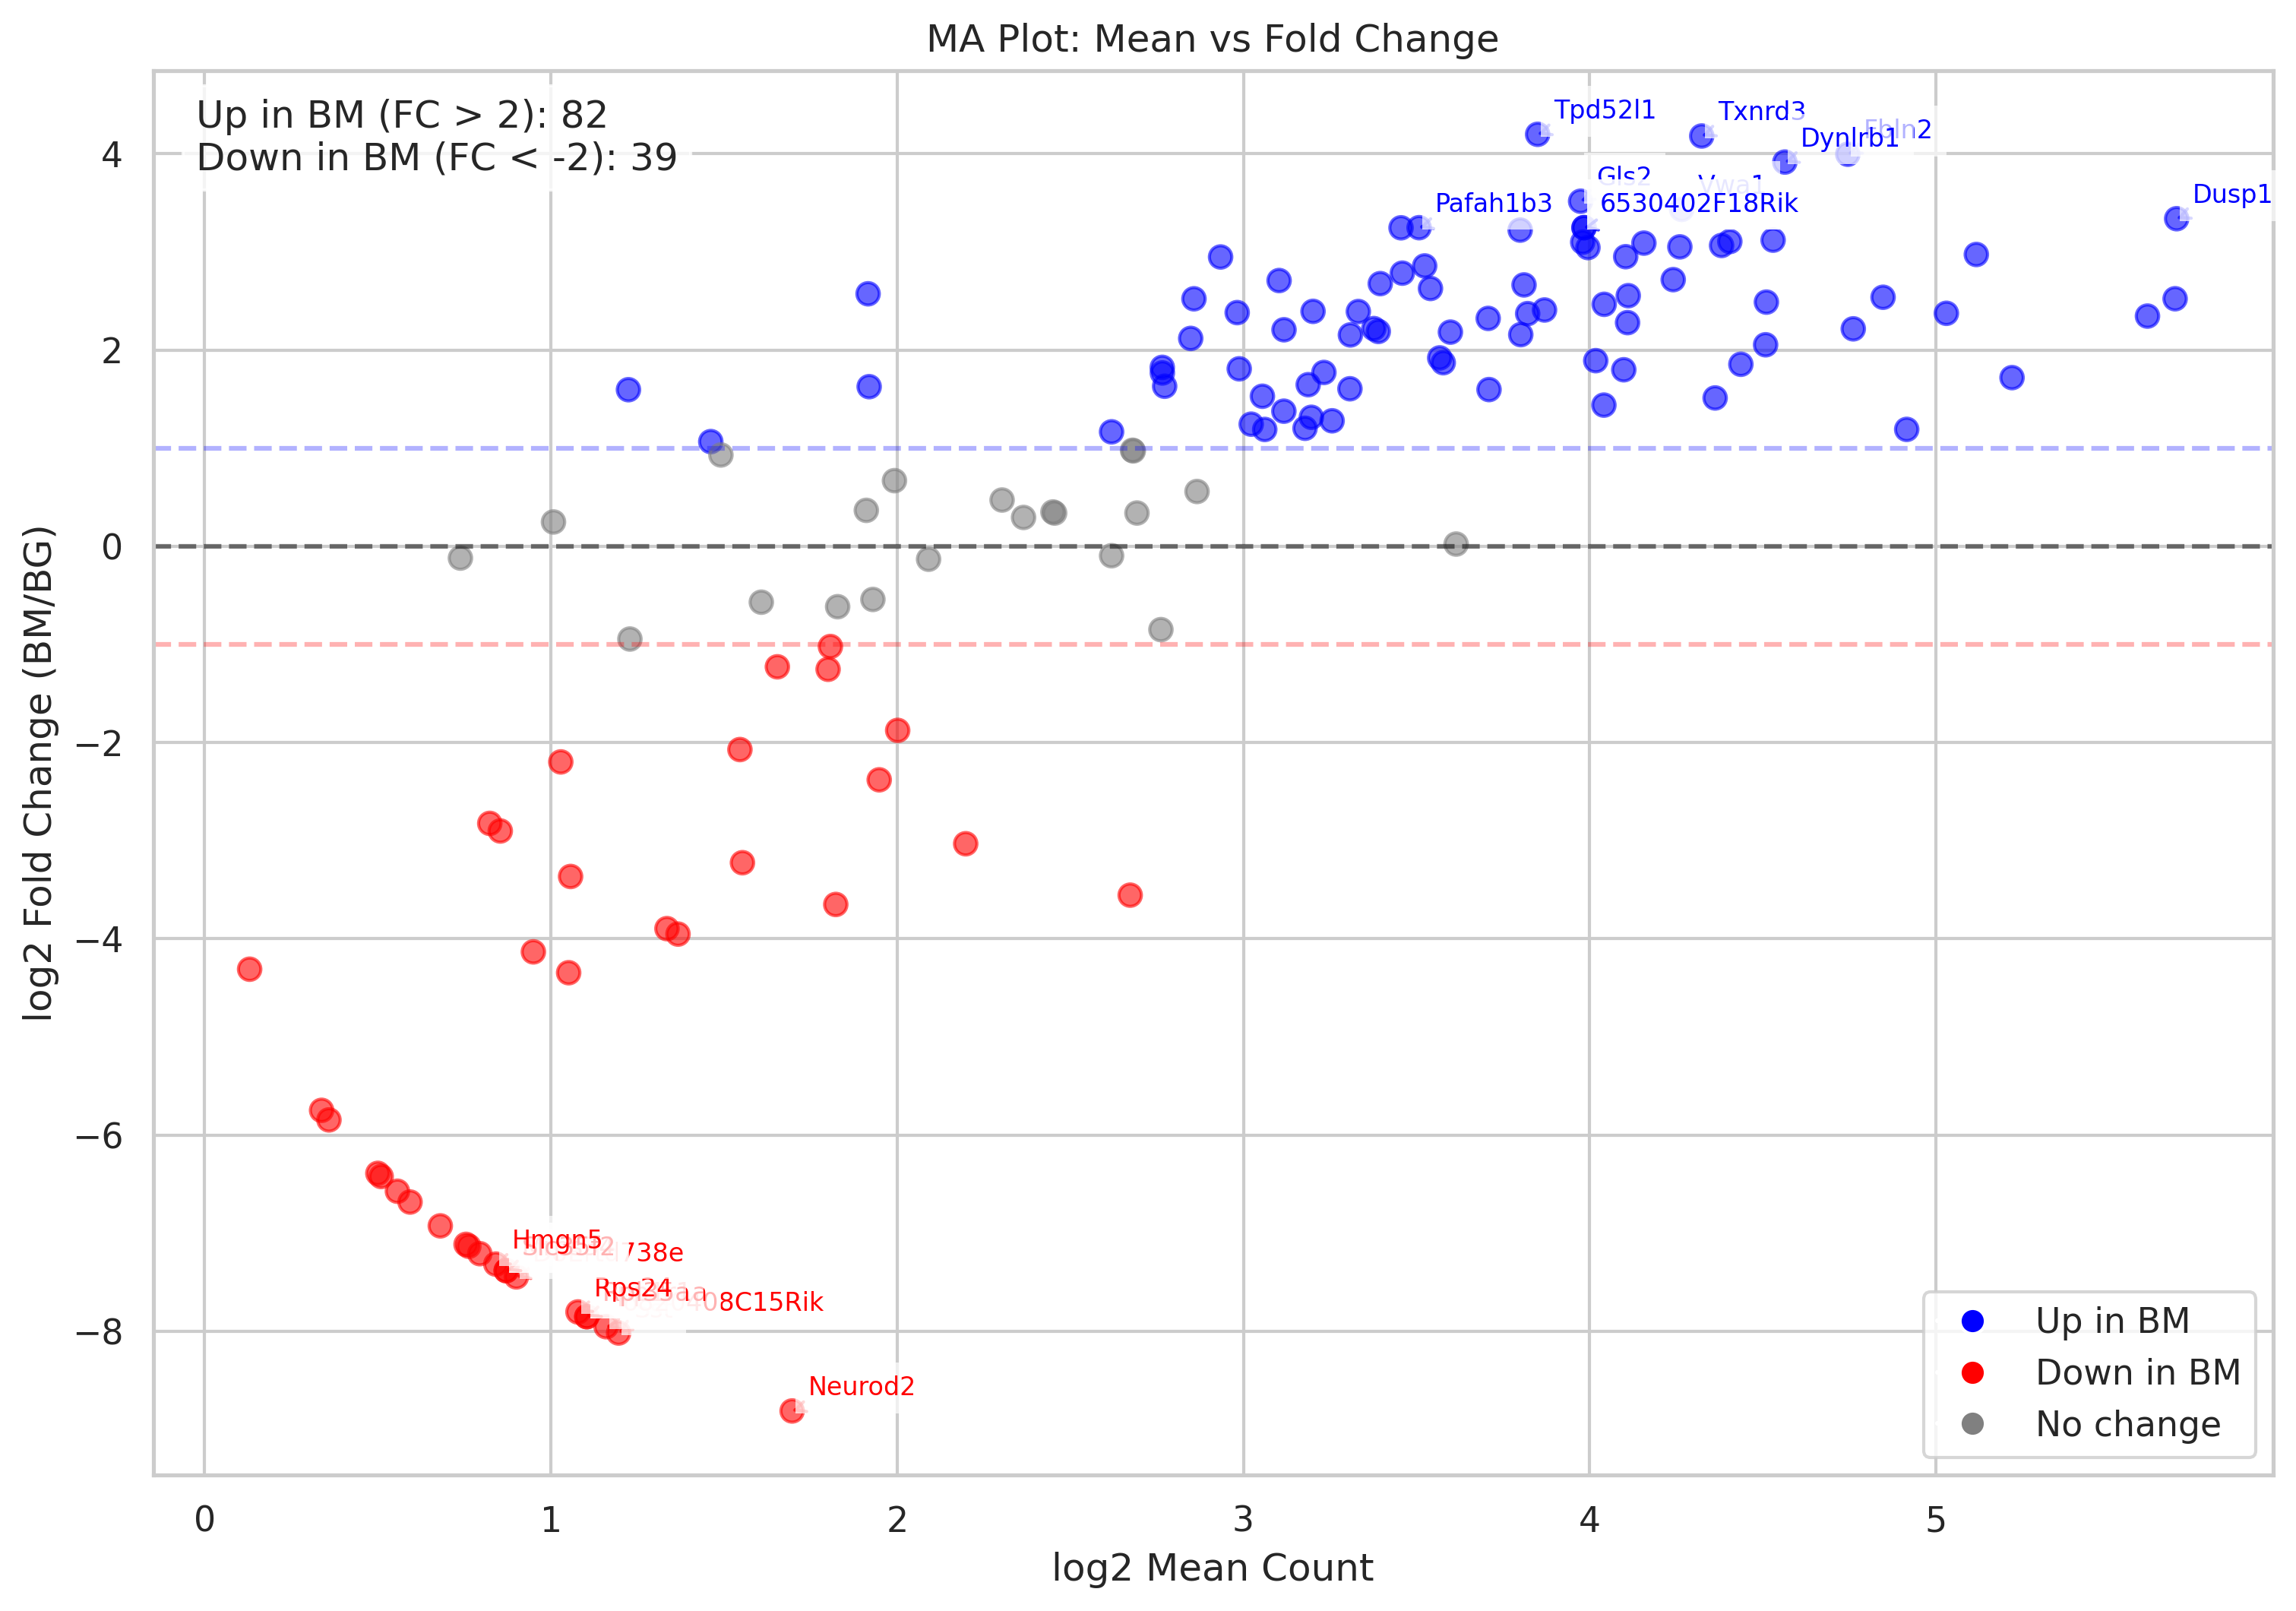 MA Plot: Mean vs Fold Change
Up in BM (FC > 2): 82
Down in BM (FC < -2): 39
Tpd52l1
Txnrd3
Fbln2
Dynlrb1
Gls2
Vwa1
Dusp1
Pafah1b3
6530402F18Rik
4
2
0
−2
−4
−6
−8
log2 Fold Change (BM/BG)
Hmgn5
Slc35f2
738e
Rps24
Rpl35aa
08C15Rik
Neurod2
Up in BM
Down in BM
No change
0
1
2
3
4
5
log2 Mean Count